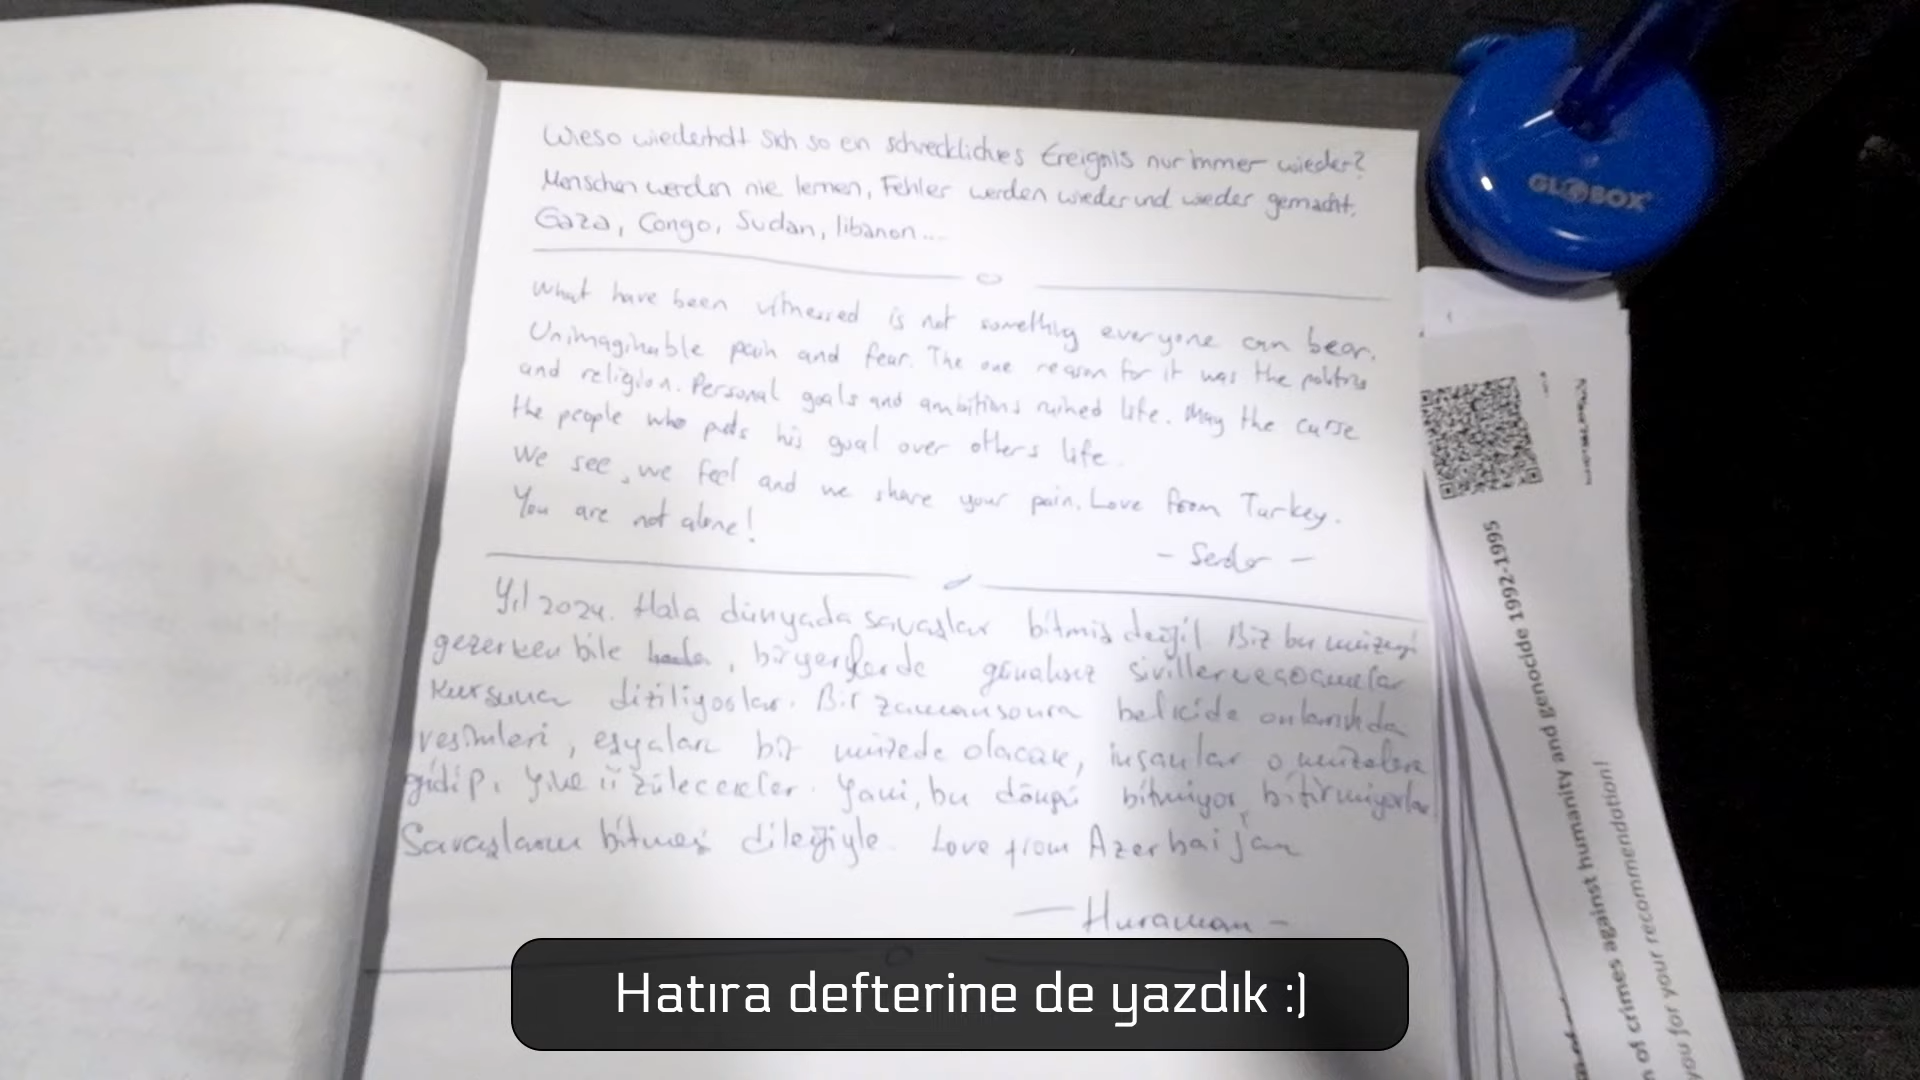 Wieso wiederholt sich so en schreckliches Ereignis nur immer wieder?
Menschen werden nie lernen, Fehler werden wieder und wieder gemacht.
Gaza, Congo, Sudan, libanon...
What have been witnessed is not something everyone can bear.
Unimaginable pain and fear. The one reason for it was the politics
and religion. Personal goals and ambitions ruined life. May the curse
the people who puts his goal over others life.
We see, we feel and we share your pain. Love from Turkey.
You are not alone!
- Serdar -
Yıl 2024. Hala dünyada savaşlar bitmiş değil Biz bu müzeyi
gezerken bile, bir yerlerde günahsız siviller ve çocuklar
kurşuna diziliyorlar. Bir zaman sonra belkide onlarında
resimleri, eşyaları bir müzede olacak, insanlar o müzelere
gidip, yine üzülecekler. Yani, bu döngü bitmiyor, bitirmiyorlar
Savaşların bitmesi dileğiyle. Love from Azerbaijan
- Huraman -
GLOBOX
crimes against humanity and genocide 1992-1995
you for your recommendation!
Hatıra defterine de yazdık :)